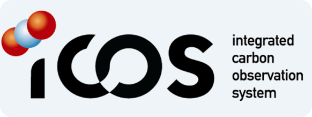 icos
integrated
carbon
observation
system